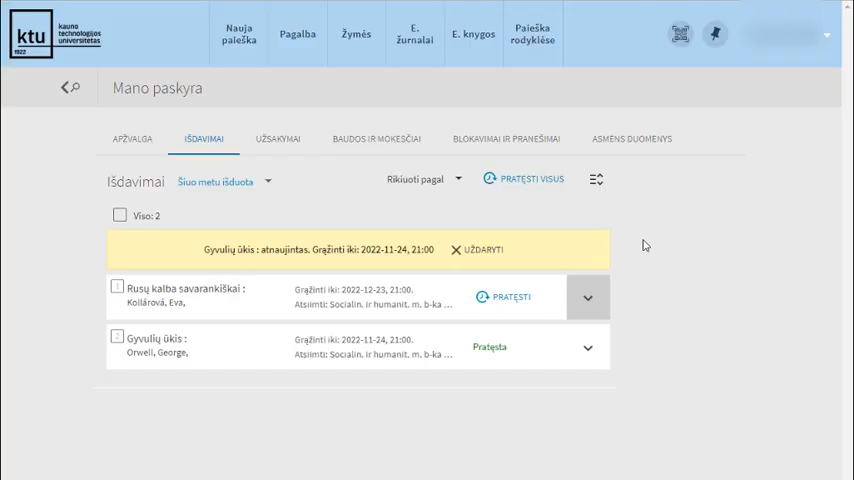 ktu
1922
kauno
technologijos
universitetas
Nauja
paieška
Pagalba
Žymės
E.
žurnalai
E. knygos
Paieška
rodyklėse
Mano paskyra
APŽVALGA
IŠDAVIMAI
UŽSAKYMAI
BAUDOS IR MOKESČIAI
BLOKAVIMAI IR PRANEŠIMAI
ASMENS DUOMENYS
Išdavimai
Šiuo metu išduota
Rikiuoti pagal
PRATĘSTI VISUS
Viso: 2
Gyvulių ūkis : atnaujintas. Grąžinti iki: 2022-11-24, 21:00
UŽDARYTI
1
Rusų kalba savarankiškai :
Kollárová, Eva,
Grąžinti iki: 2022-12-23, 21:00.
Atsiimti: Socialin. ir humanit. m. b-ka ...
PRATĘSTI
2
Gyvulių ūkis :
Orwell, George,
Grąžinti iki: 2022-11-24, 21:00.
Atsiimti: Socialin. ir humanit. m. b-ka ...
Pratęsta